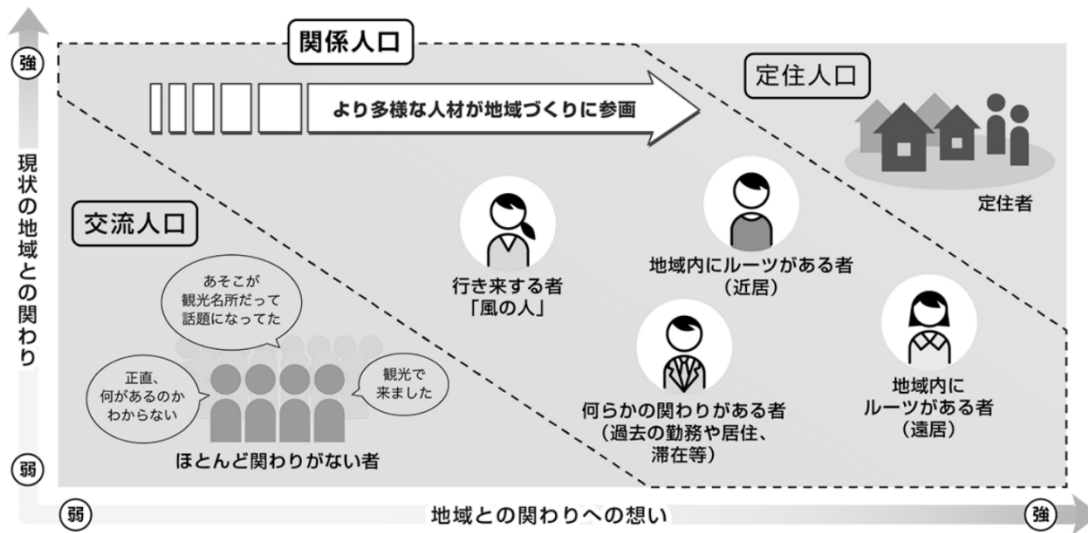 強
現状の地域との関わり
弱
関係人口
より多様な人材が地域づくりに参画
定住人口
定住者
交流人口
あそこが
観光名所だって
話題になってた
正直、
何があるのか
わからない
観光で
来ました
ほとんど関わりがない者
行き来する者
「風の人」
地域内にルーツがある者
（近居）
何らかの関わりがある者
（過去の勤務や居住、
滞在等）
地域内に
ルーツがある者
（遠居）
弱
地域との関わりへの想い
強